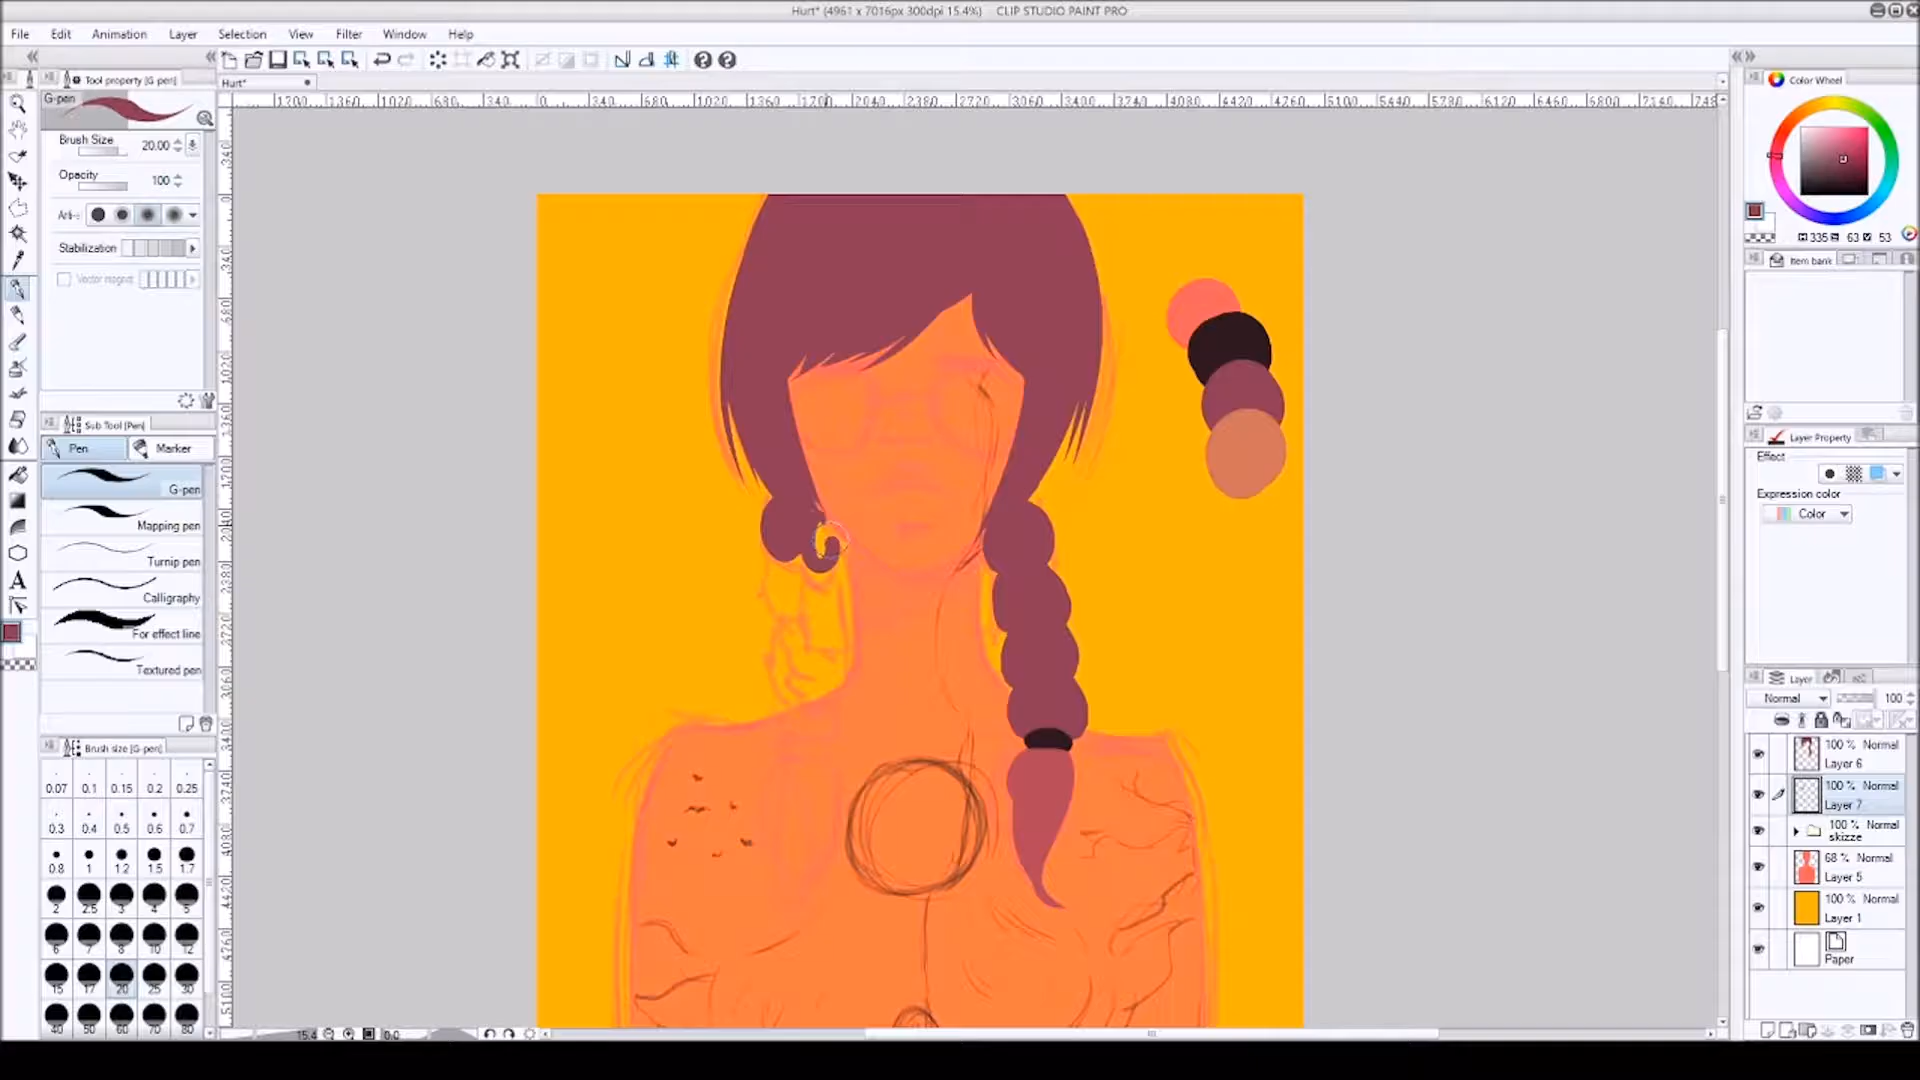 Hurt* (4961 x 7016px 300dpi 15.4%) - CLIP STUDIO PAINT PRO
File Edit Animation Layer Selection View Filter Window Help
Tool property [G-pen]
Hurt*
Color Wheel
G-pen
Brush Size 20.00
Opacity 100
Stabilization
Vector magnet
335 63 53
Item bank
Sub Tool [Pen]
Pen Marker
G-pen
Mapping pen
Turnip pen
Calligraphy
For effect line
Textured pen
Layer Property
Effect
Expression color
Color
Layer
Normal 100
100 % Normal
Layer 6
100 % Normal
Layer 7
100 % Normal
skizze
68 % Normal
Layer 5
100 % Normal
Layer 1
Paper
Brush size [G-pen]
0.07 0.1 0.15 0.2 0.25
0.3 0.4 0.5 0.6 0.7
0.8 1 1.2 1.5 1.7
2 2.5 3 4 5
6 7 8 10 12
15 17 20 25 30
40 50 60 70 80
15.4 0.0